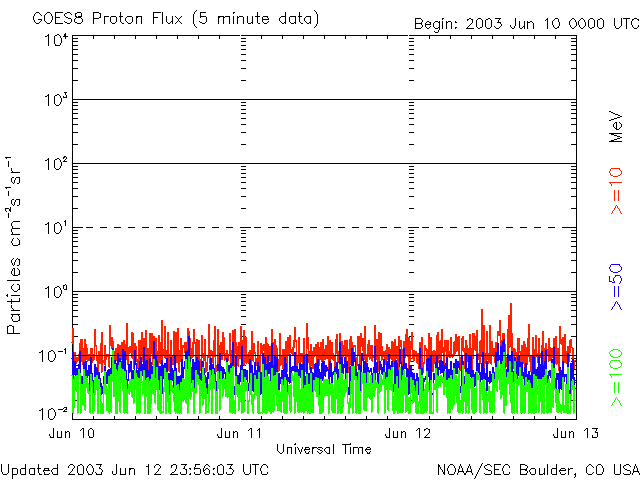 GOES8 Proton Flux (5 minute data)
Begin: 2003 Jun 10 0000 UTC
Particles cm⁻²s⁻¹sr⁻¹
10⁴
10³
10²
10¹
10⁰
10⁻¹
10⁻²
Jun 10
Jun 11
Jun 12
Jun 13
Universal Time
MeV
>=10
>=50
>=100
Updated 2003 Jun 12 23:56:03 UTC
NOAA/SEC Boulder, CO USA